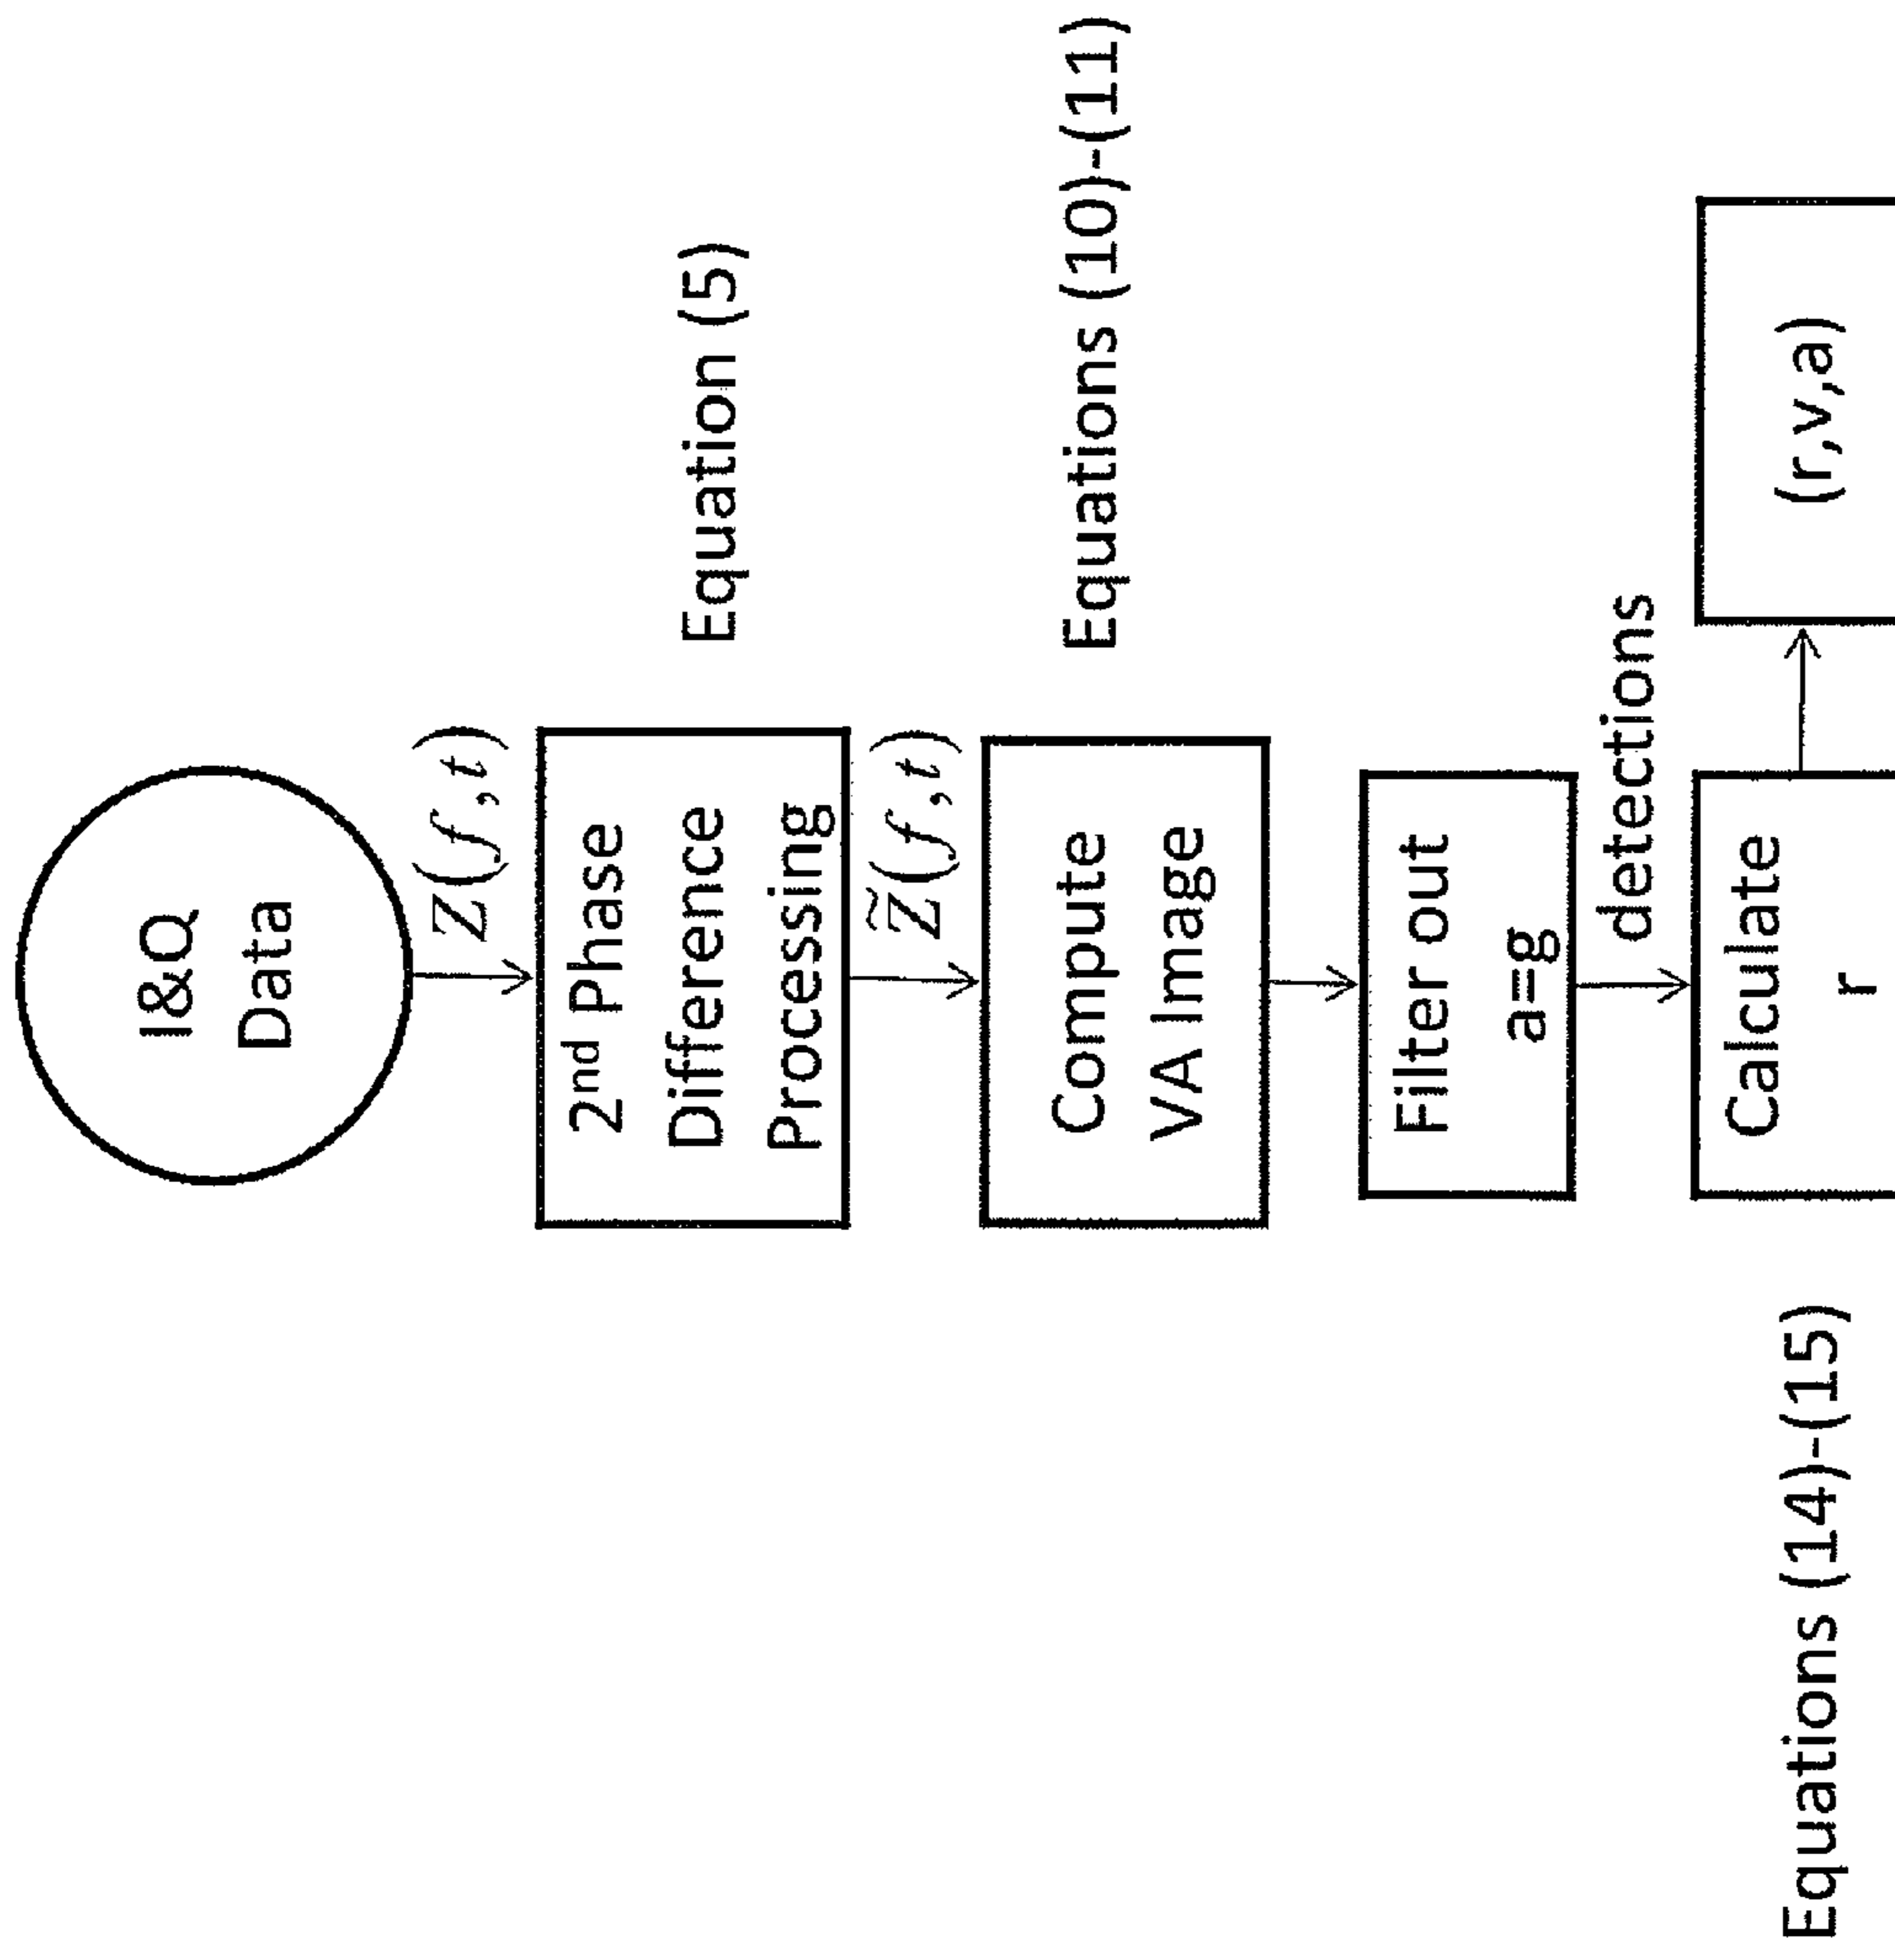 I&Q
Data
Z(f,t)
2nd Phase
Difference
Processing
Equation (5)
Z̃(f,t)
Compute
VA Image
Equations (10)-(11)
Filter out
a=g
detections
Calculate
r
(r,v,a)
Equations (14)-(15)